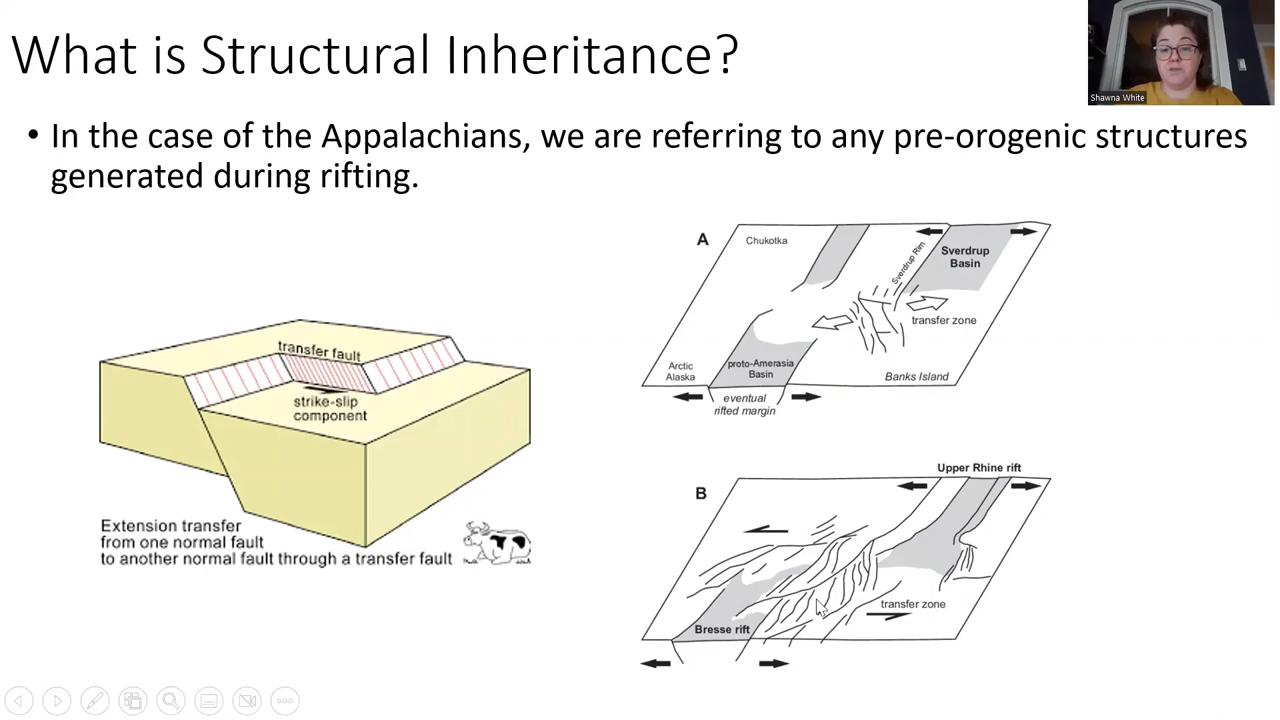 What is Structural Inheritance?
Shawna White
• In the case of the Appalachians, we are referring to any pre-orogenic structures
generated during rifting.
transfer fault
strike-slip
component
Extension transfer
from one normal fault
to another normal fault through a transfer fault
A
Chukotka
Sverdrup Rim
Sverdrup
Basin
transfer zone
Arctic
Alaska
proto-Amerasia
Basin
Banks Island
eventual
rifted margin
Upper Rhine rift
B
transfer zone
Bresse rift